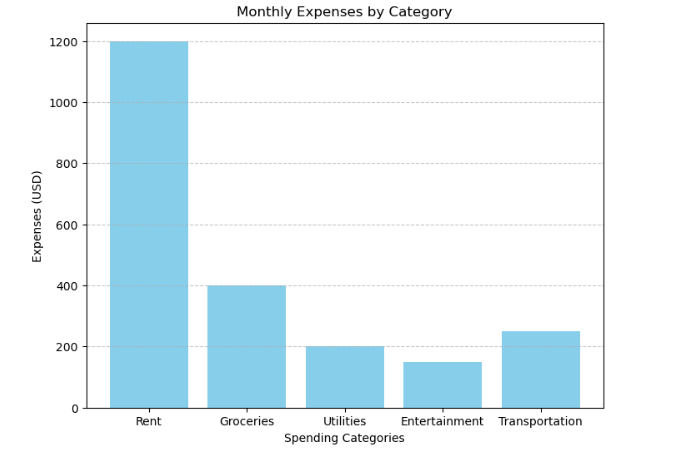 Monthly Expenses by Category
Expenses (USD)
1200
1000
800
600
400
200
0
Rent Groceries Utilities Entertainment Transportation
Spending Categories